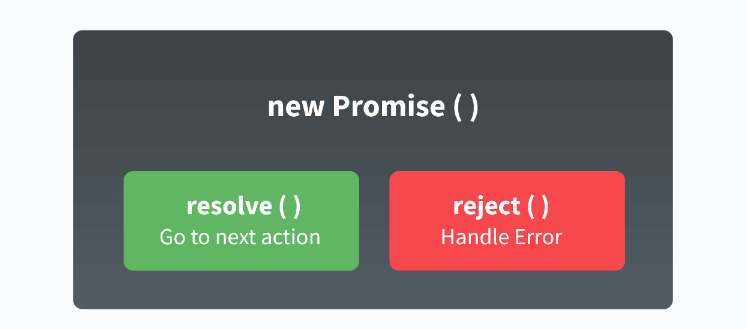 new Promise ( )
resolve ( )
Go to next action
reject ( )
Handle Error